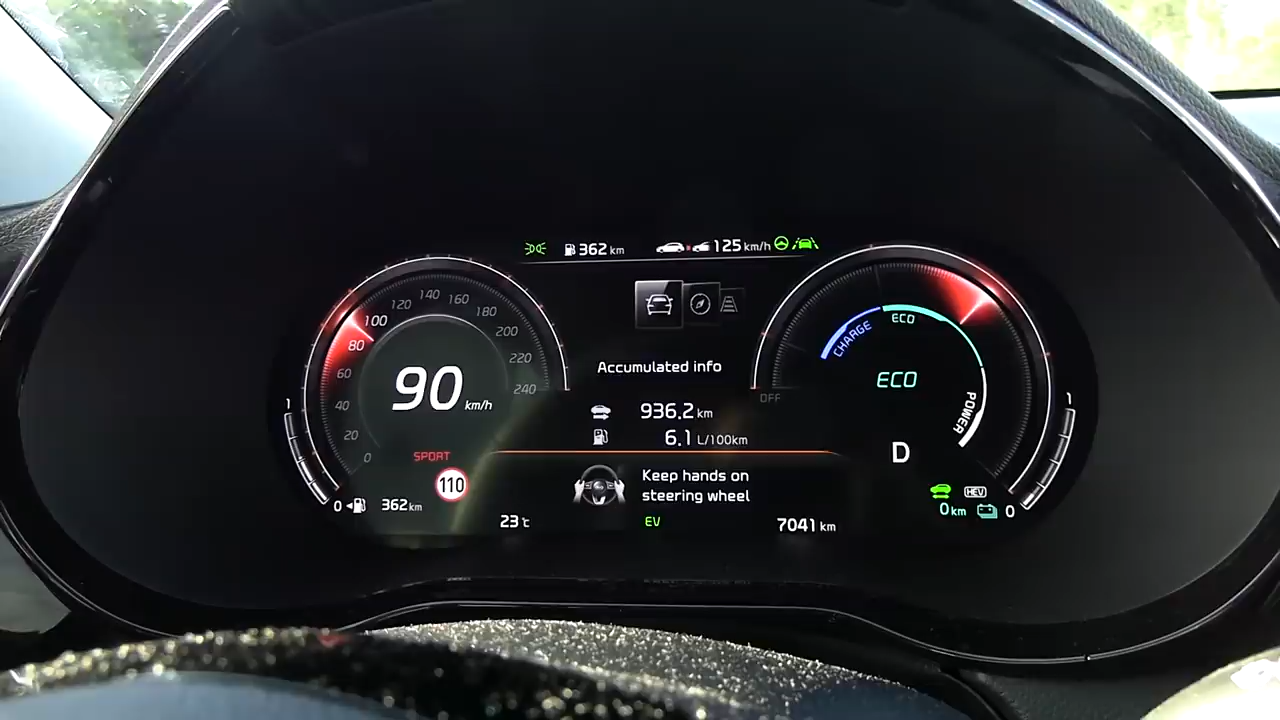 362 km
125 km/h
0 20 40 60 80 100 120 140 160 180 200 220 240
90 km/h
SPORT
110
1
0
362 km
Accumulated info
936.2 km
6.1 L/100km
Keep hands on
steering wheel
23℃
EV
7041 km
OFF
CHARGE
ECO
POWER
ECO
D
HEV
0 km
1
0